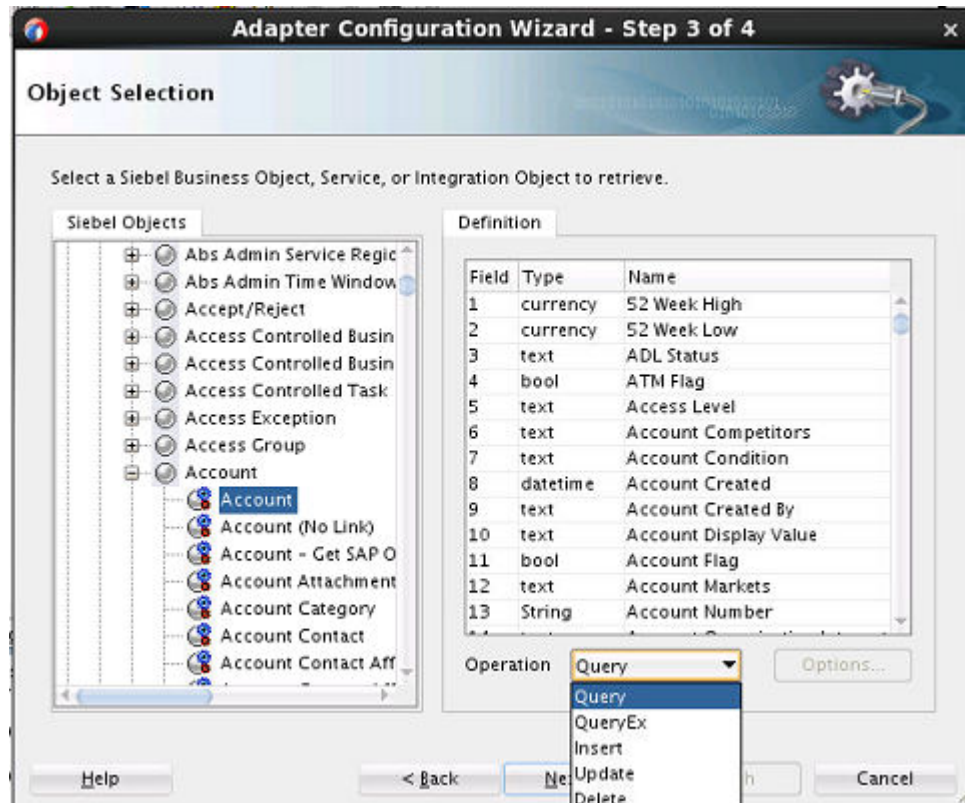 Adapter Configuration Wizard - Step 3 of 4
Object Selection
Select a Siebel Business Object, Service, or Integration Object to retrieve.
Siebel Objects
Abs Admin Service Regic
Abs Admin Time Window
Accept/Reject
Access Controlled Busin
Access Controlled Busin
Access Controlled Task
Access Exception
Access Group
Account
Account
Account (No Link)
Account - Get SAP O
Account Attachment
Account Category
Account Contact
Account Contact Aff
Definition
Field Type Name
1 currency 52 Week High
2 currency 52 Week Low
3 text ADL Status
4 bool ATM Flag
5 text Access Level
6 text Account Competitors
7 text Account Condition
8 datetime Account Created
9 text Account Created By
10 text Account Display Value
11 bool Account Flag
12 text Account Markets
13 String Account Number
Operation Query Options...
Query
QueryEx
Insert
Update
Delete
Help < Back Ne h Cancel